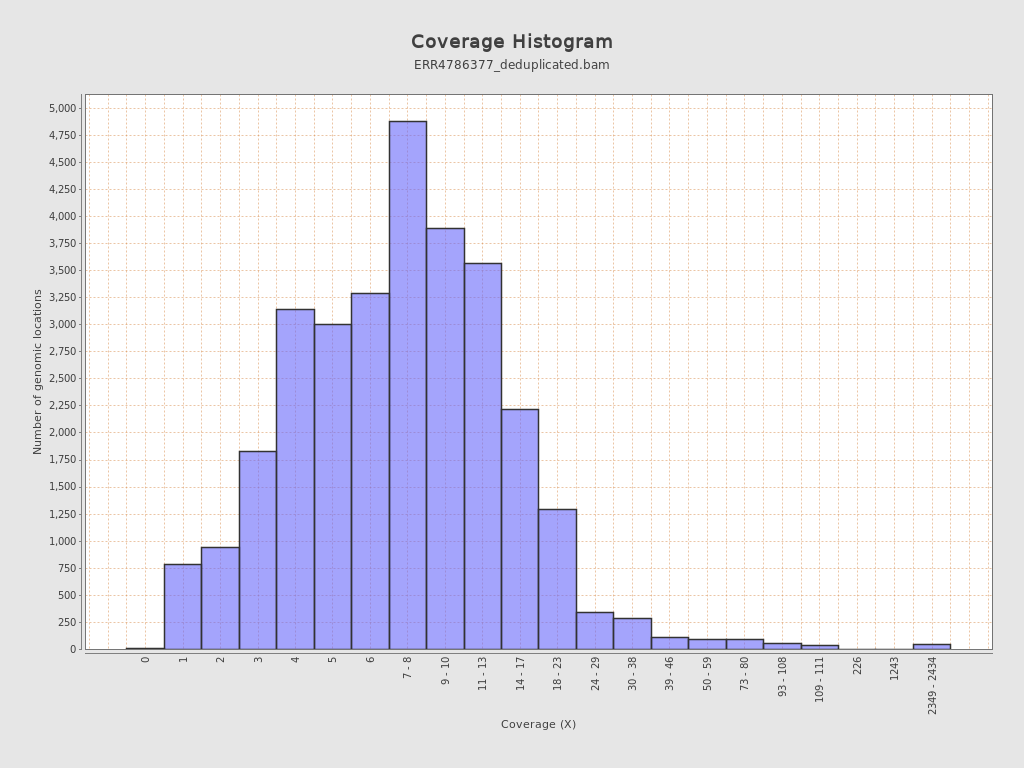 Coverage Histogram
ERR4786377_deduplicated.bam
Number of genomic locations
5,000
4,750
4,500
4,250
4,000
3,750
3,500
3,250
3,000
2,750
2,500
2,250
2,000
1,750
1,500
1,250
1,000
750
500
250
0
0
1
2
3
4
5
6
7 - 8
9 - 10
11 - 13
14 - 17
18 - 23
24 - 29
30 - 38
39 - 46
50 - 59
73 - 80
93 - 108
109 - 111
226
1243
2349 - 2434
Coverage (X)